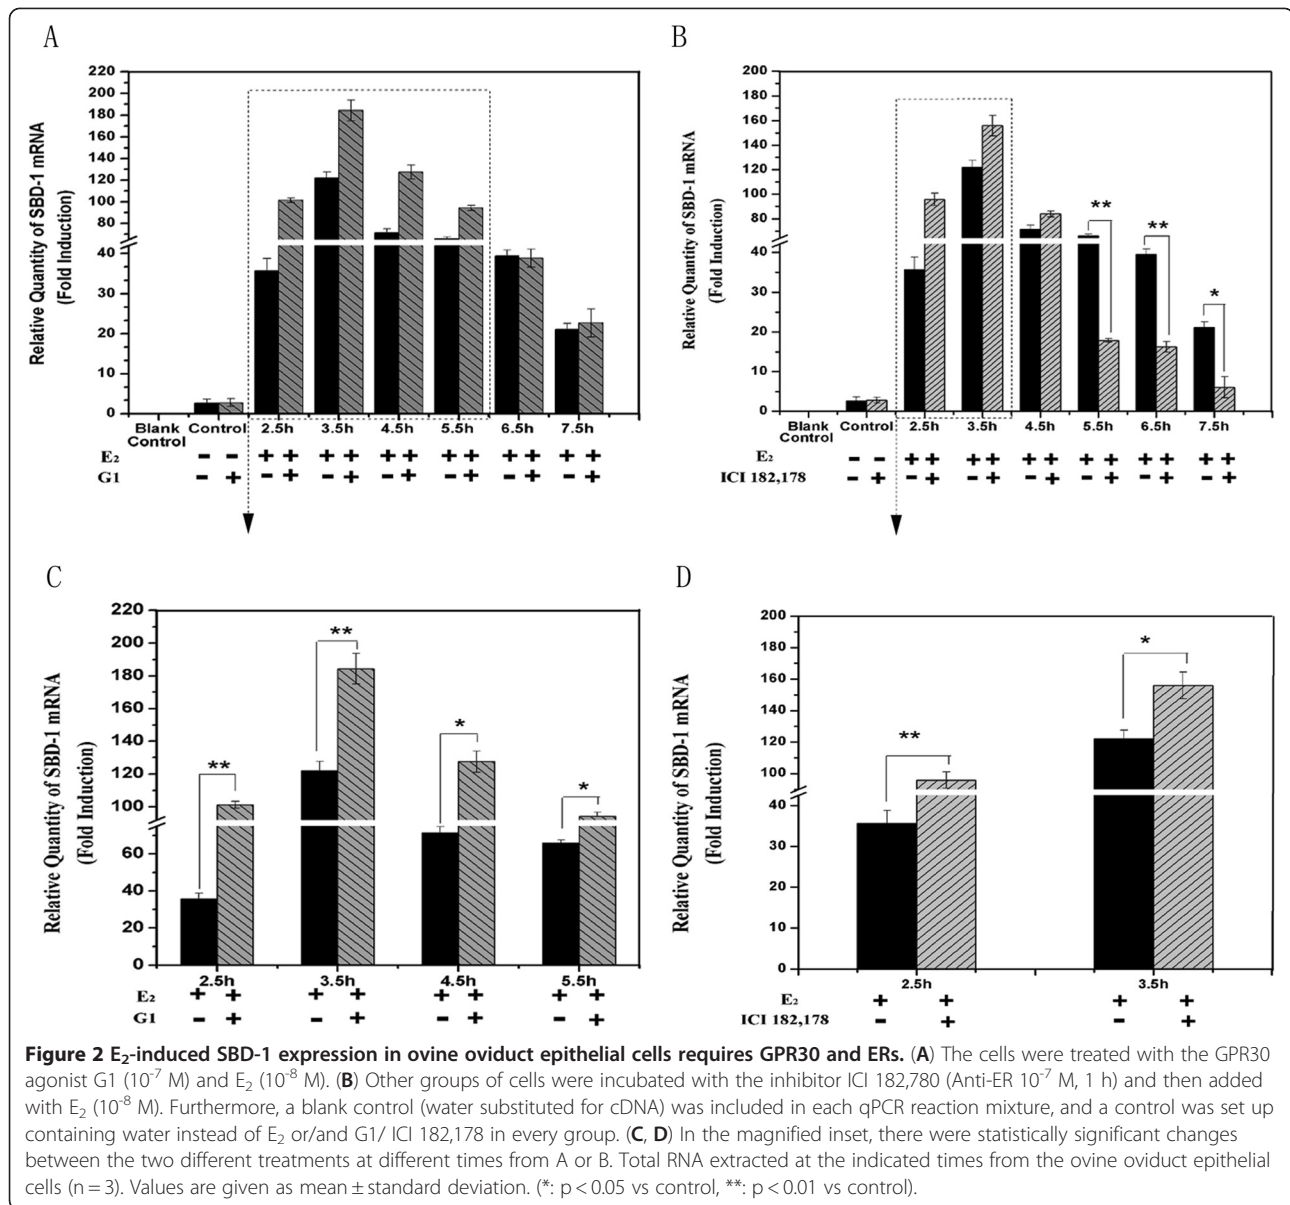 A
Relative Quantity of SBD-1 mRNA
(Fold Induction)
220
200
180
160
140
120
100
80
40
20
0
Blank Control
Control
2.5h
3.5h
4.5h
5.5h
6.5h
7.5h
E₂
− − + + + + + + + + + + + +
G1
− + − + − + − + − + − + − +
B
Relative Quantity of SBD-1 mRNA
(Fold Induction)
200
180
160
140
120
100
80
60
40
30
20
10
0
**
**
*
Blank Control
Control
2.5h
3.5h
4.5h
5.5h
6.5h
7.5h
E₂
− − + + + + + + + + + + + +
ICI 182,178
− + − + − + − + − + − + − +
C
Relative Quantity of SBD-1 mRNA
(Fold Induction)
220
200
180
160
140
120
100
60
40
20
0
**
**
*
*
2.5h
3.5h
4.5h
5.5h
E₂
+ + + + + + + +
G1
− + − + − + − +
D
Relative Quantity of SBD-1 mRNA
(Fold Induction)
200
180
160
140
120
100
40
30
20
10
0
**
*
2.5h
3.5h
E₂
+ + + +
ICI 182,178
− + − +
Figure 2 E₂-induced SBD-1 expression in ovine oviduct epithelial cells requires GPR30 and ERs. (A) The cells were treated with the GPR30
agonist G1 (10⁻⁷ M) and E₂ (10⁻⁸ M). (B) Other groups of cells were incubated with the inhibitor ICI 182,780 (Anti-ER 10⁻⁷ M, 1 h) and then added
with E₂ (10⁻⁸ M). Furthermore, a blank control (water substituted for cDNA) was included in each qPCR reaction mixture, and a control was set up
containing water instead of E₂ or/and G1/ ICI 182,178 in every group. (C, D) In the magnified inset, there were statistically significant changes
between the two different treatments at different times from A or B. Total RNA extracted at the indicated times from the ovine oviduct epithelial
cells (n = 3). Values are given as mean ± standard deviation. (*: p < 0.05 vs control, **: p < 0.01 vs control).